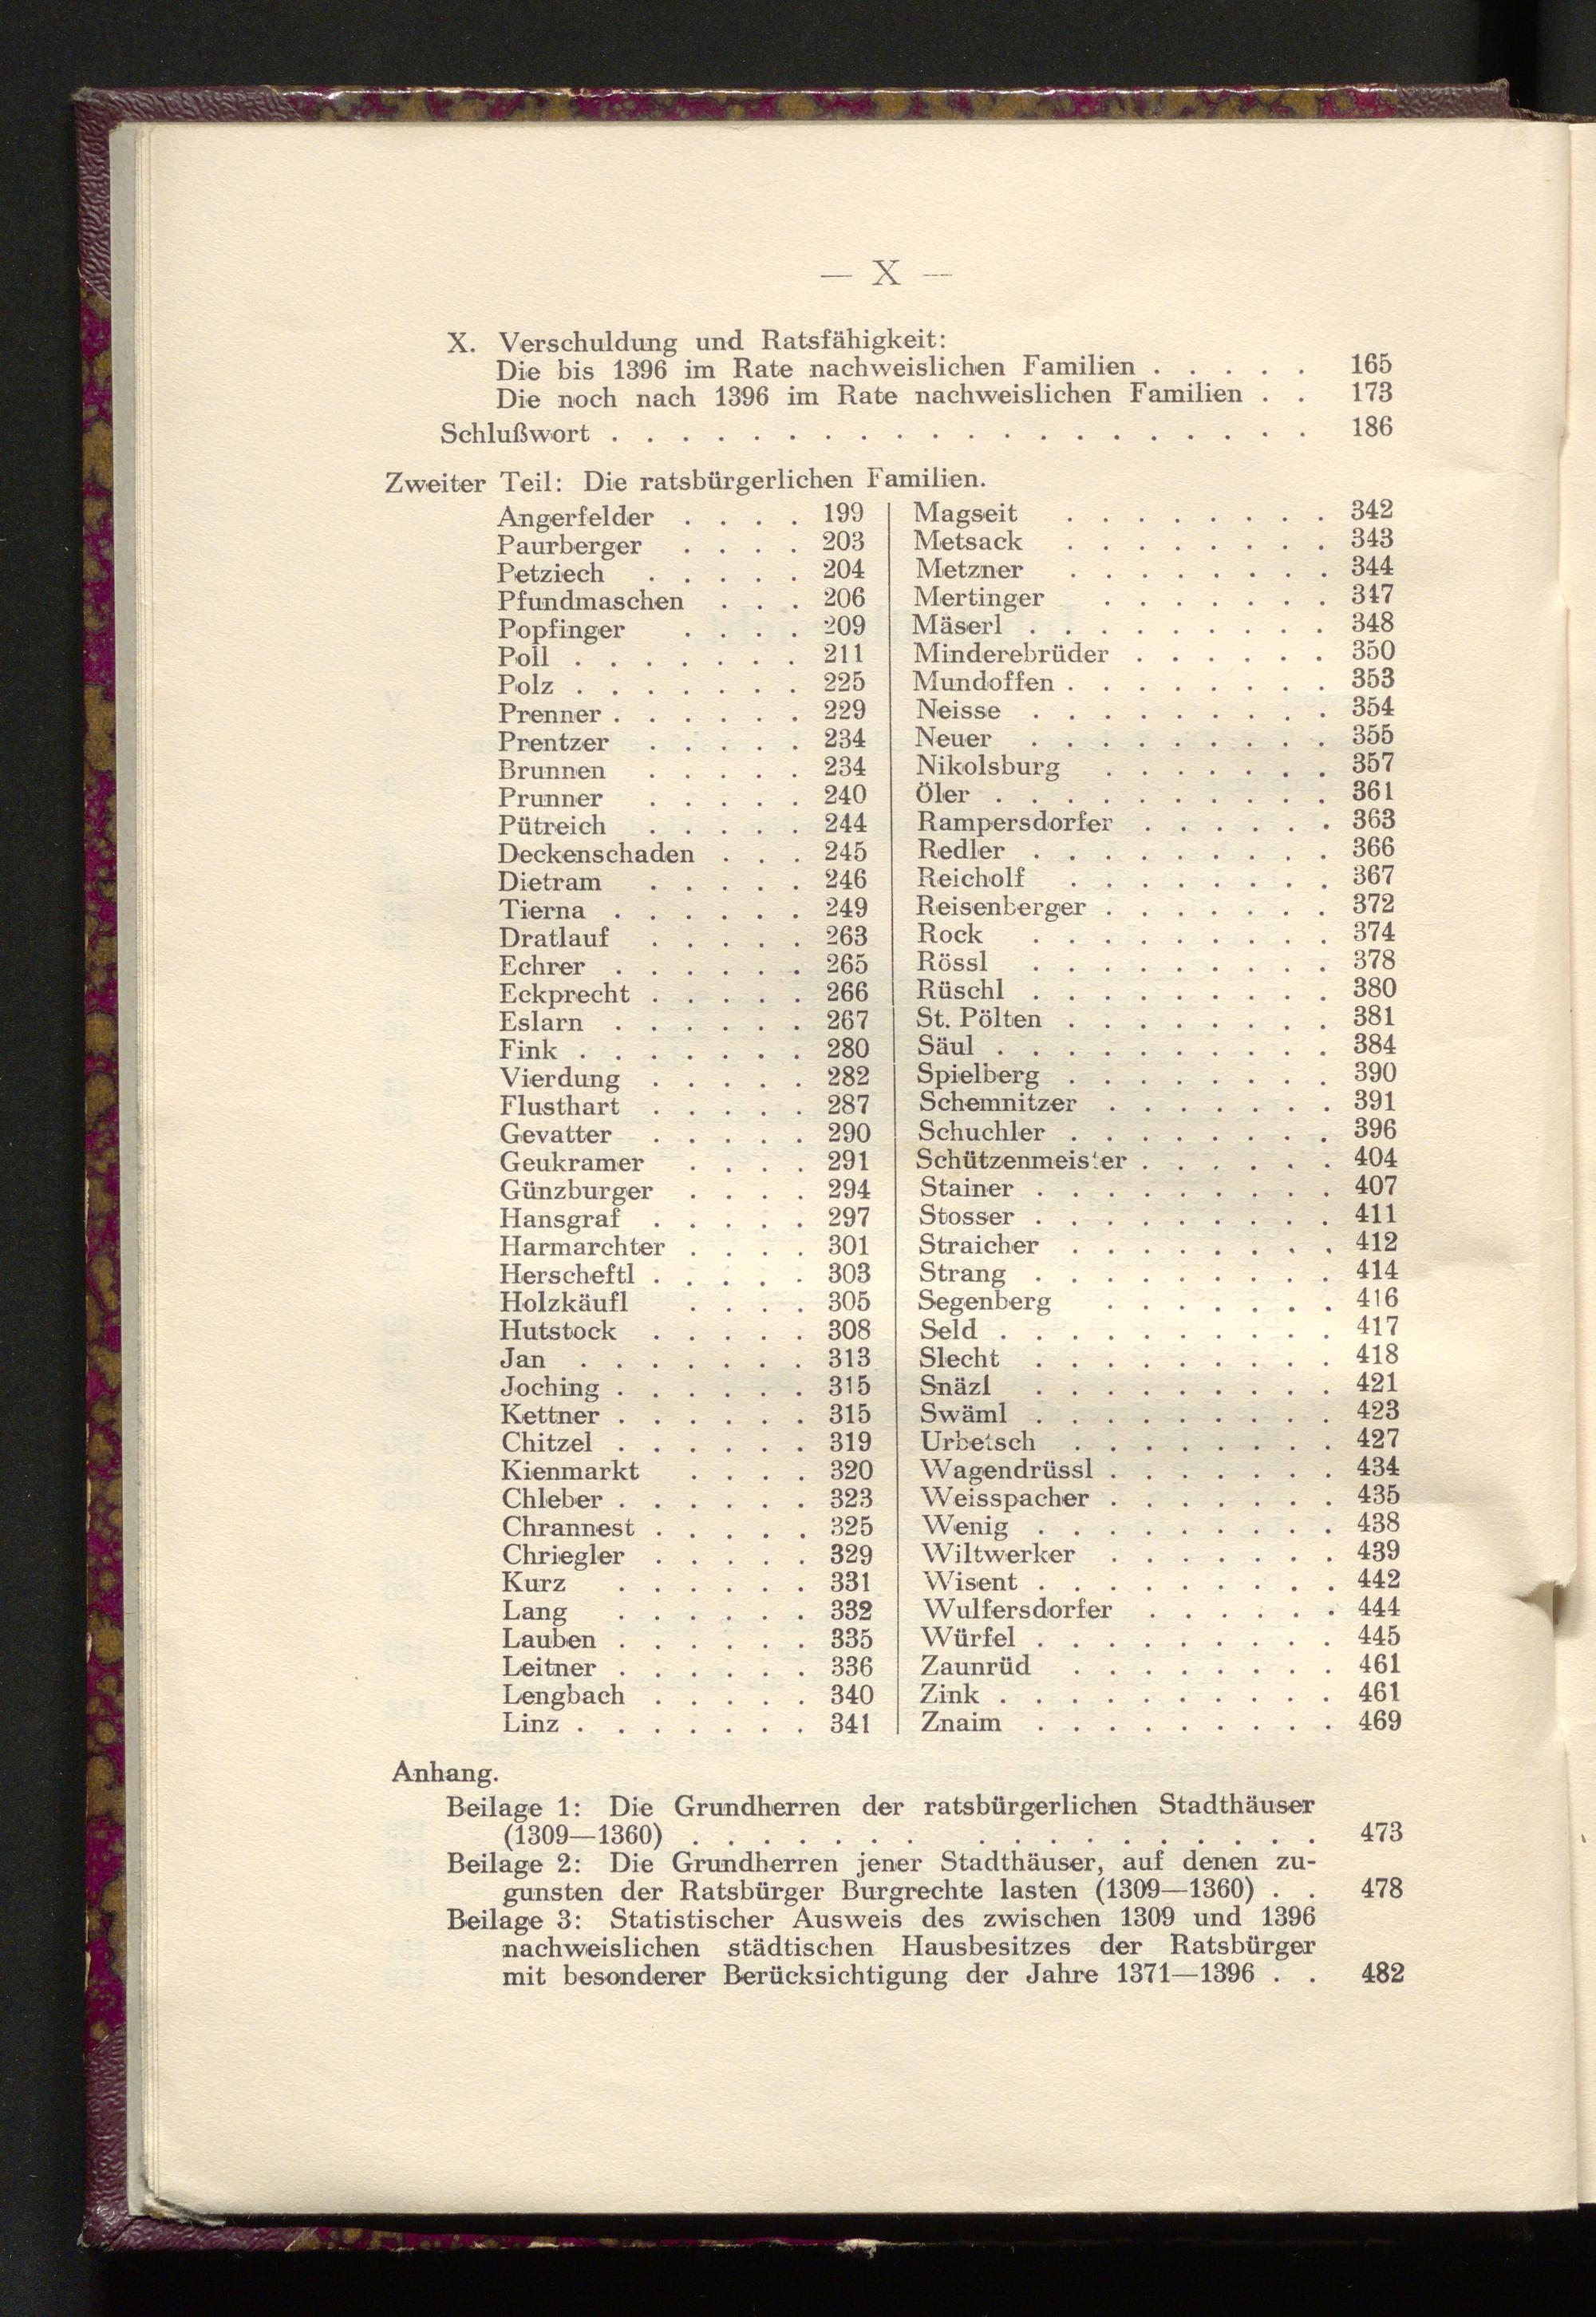 — X —
X. Verschuldung und Ratsfähigkeit:
Die bis 1396 im Rate nachweislichen Familien . . . . . 165
Die noch nach 1396 im Rate nachweislichen Familien . . 173
Schlußwort . . . . . . . . . . . . . . . . . . . . 186
Zweiter Teil: Die ratsbürgerlichen Familien.
Angerfelder . . . . 199
Paurberger . . . . 203
Petziech . . . . . 204
Pfundmaschen . . . 206
Popfinger . . . . 209
Poll . . . . . . . 211
Polz . . . . . . . 225
Prenner . . . . . . 229
Prentzer . . . . . 234
Brunnen . . . . . 234
Prunner . . . . . 240
Pütreich . . . . . 244
Deckenschaden . . . 245
Dietram . . . . . 246
Tierna . . . . . . 249
Dratlauf . . . . . 263
Echrer . . . . . . 265
Eckprecht . . . . . 266
Eslarn . . . . . . 267
Fink . . . . . . . 280
Vierdung . . . . . 282
Flusthart . . . . . 287
Gevatter . . . . . 290
Geukramer . . . . 291
Günzburger . . . . 294
Hansgraf . . . . . 297
Harmarchter . . . . 301
Herscheftl . . . . . 303
Holzkäufl . . . . 305
Hutstock . . . . . 308
Jan . . . . . . . 313
Joching . . . . . . 315
Kettner . . . . . . 315
Chitzel . . . . . . 319
Kienmarkt . . . . 320
Chleber . . . . . . 323
Chrannest . . . . . 325
Chriegler . . . . . 329
Kurz . . . . . . 331
Lang . . . . . . 332
Lauben . . . . . . 335
Leitner . . . . . . 336
Lengbach . . . . . 340
Linz . . . . . . . 341
Magseit . . . . . . . . 342
Metsack . . . . . . . . 343
Metzner . . . . . . . . 344
Mertinger . . . . . . . 347
Mäserl . . . . . . . . . 348
Minderebrüder . . . . . . 350
Mundoffen . . . . . . . . 353
Neisse . . . . . . . . . 354
Neuer . . . . . . . . . 355
Nikolsburg . . . . . . . 357
Öler . . . . . . . . . . 361
Rampersdorfer . . . . . . 363
Redler . . . . . . . . . 366
Reicholf . . . . . . . . 367
Reisenberger . . . . . . . 372
Rock . . . . . . . . . 374
Rössl . . . . . . . . . 378
Rüschl . . . . . . . . . 380
St. Pölten . . . . . . . . 381
Säul . . . . . . . . . . 384
Spielberg . . . . . . . . 390
Schemnitzer . . . . . . . 391
Schuchler . . . . . . . . 396
Schützenmeister . . . . . . 404
Stainer . . . . . . . . . 407
Stosser . . . . . . . . . 411
Straicher . . . . . . . . 412
Strang . . . . . . . . . 414
Segenberg . . . . . . . 416
Seld . . . . . . . . . . 417
Slecht . . . . . . . . . 418
Snäzl . . . . . . . . . 421
Swäml . . . . . . . . . 423
Urbetsch . . . . . . . . 427
Wagendrüssl . . . . . . . 434
Weisspacher . . . . . . . 435
Wenig . . . . . . . . . 438
Wiltwerker . . . . . . . 439
Wisent . . . . . . . . . 442
Wulfersdorfer . . . . . . 444
Würfel . . . . . . . . . 445
Zaunrüd . . . . . . . . 461
Zink . . . . . . . . . . 461
Znaim . . . . . . . . . 469
Anhang.
Beilage 1: Die Grundherren der ratsbürgerlichen Stadthäuser
(1309—1360) . . . . . . . . . . . . . . . . . 473
Beilage 2: Die Grundherren jener Stadthäuser, auf denen zu-
gunsten der Ratsbürger Burgrechte lasten (1309—1360) . . 478
Beilage 3: Statistischer Ausweis des zwischen 1309 und 1396
nachweislichen städtischen Hausbesitzes der Ratsbürger
mit besonderer Berücksichtigung der Jahre 1371—1396 . . 482